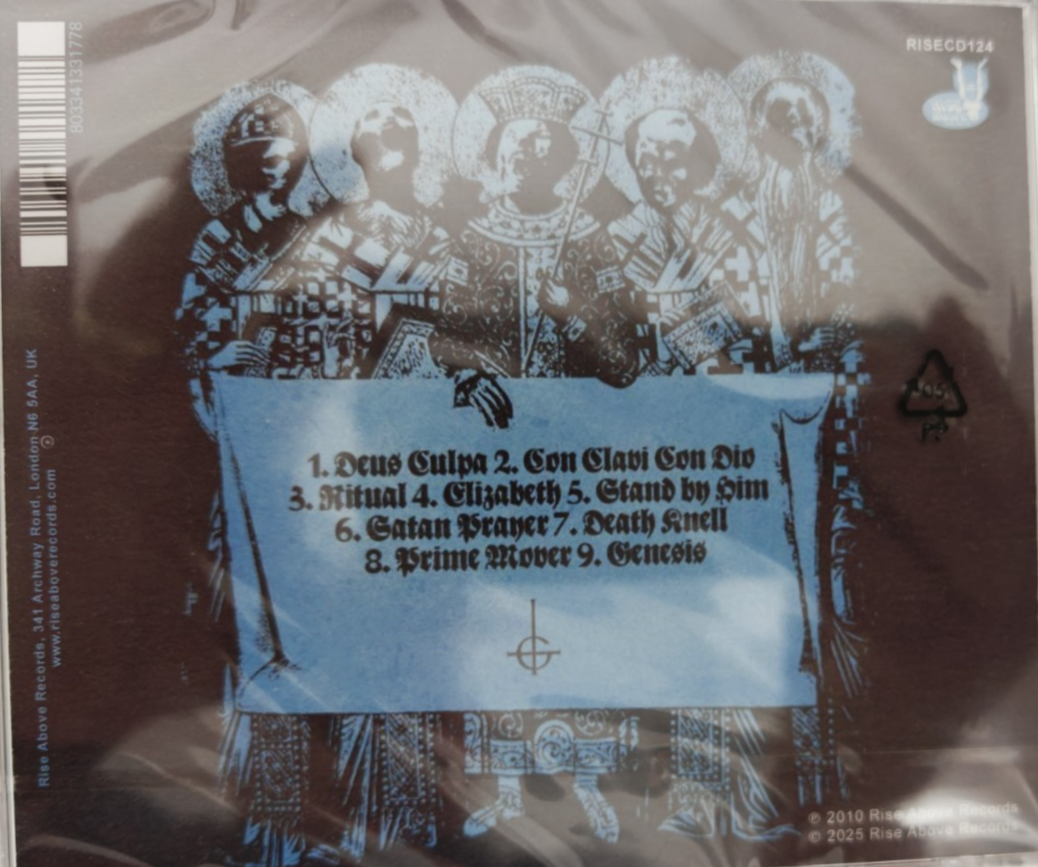 8033413​31778
RISECD124
1. Deus Culpa 2. Con Clavi Con Dio
3. Ritual 4. Elizabeth 5. Stand by Him
6. Satan Prayer 7. Death Knell
8. Prime Mover 9. Genesis
Rise Above Records, 341 Archway Road, London N6 5AA, UK
www.riseaboverecords.com
℗ 2010 Rise Above Records
© 2025 Rise Above Records